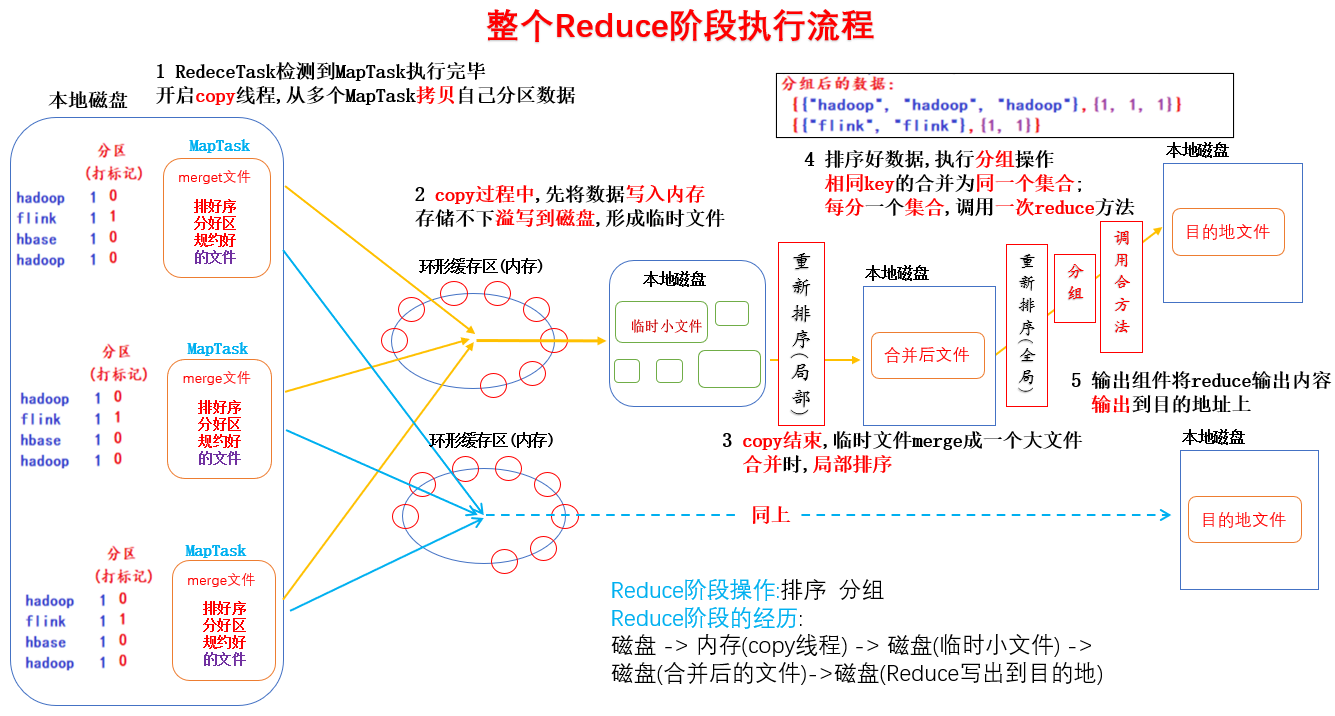 整个Reduce阶段执行流程
1 RedeceTask检测到MapTask执行完毕
开启copy线程,从多个MapTask拷贝自己分区数据
本地磁盘
分区
(打标记)
hadoop 1 0
flink 1 1
hbase 1 0
hadoop 1 0
MapTask
merget文件
排好序
分好区
规约好
的文件
分区
(打标记)
hadoop 1 0
flink 1 1
hbase 1 0
hadoop 1 0
MapTask
merge文件
排好序
分好区
规约好
的文件
分区
(打标记)
hadoop 1 0
flink 1 1
hbase 1 0
hadoop 1 0
MapTask
merge文件
排好序
分好区
规约好
的文件
2 copy过程中,先将数据写入内存
存储不下溢写到磁盘,形成临时文件
环形缓存区(内存)
环形缓存区(内存)
本地磁盘
临时小文件
重新排序(局部)
3 copy结束,临时文件merge成一个大文件
合并时,局部排序
本地磁盘
合并后文件
重新排序(全局)
分组
调用合方法
分组后的数据:
{{"hadoop", "hadoop", "hadoop"},{1, 1, 1}}
{{"flink", "flink"},{1, 1}}
4 排序好数据,执行分组操作
相同key的合并为同一个集合;
每分一个集合,调用一次reduce方法
本地磁盘
目的地文件
5 输出组件将reduce输出内容
输出到目的地址上
本地磁盘
目的地文件
同上
Reduce阶段操作:排序 分组
Reduce阶段的经历:
磁盘 -> 内存(copy线程) -> 磁盘(临时小文件) ->
磁盘(合并后的文件)->磁盘(Reduce写出到目的地)